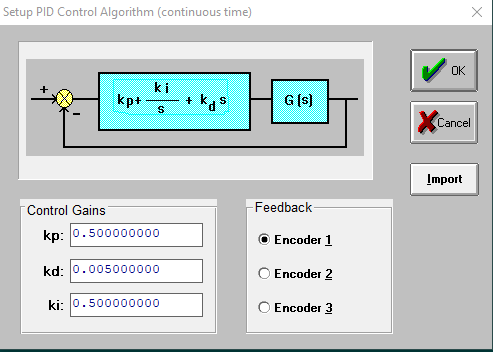 Setup PID Control Algorithm (continuous time)
+
-
kp+ ki/s + kd s
G (s)
OK
Cancel
Import
Control Gains
kp: 0.500000000
kd: 0.005000000
ki: 0.500000000
Feedback
Encoder 1
Encoder 2
Encoder 3